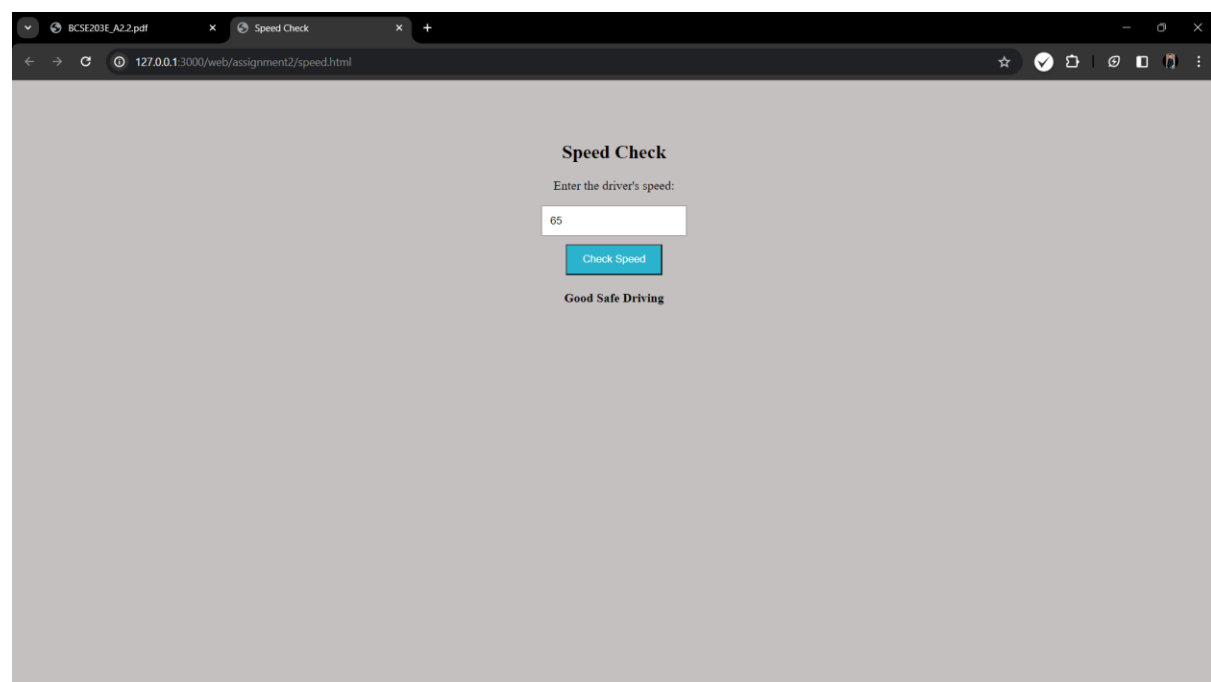 BCSE203E_A2.2.pdf
Speed Check
127.0.0.1:3000/web/assignment2/speed.html
Speed Check
Enter the driver's speed:
65
Check Speed
Good Safe Driving